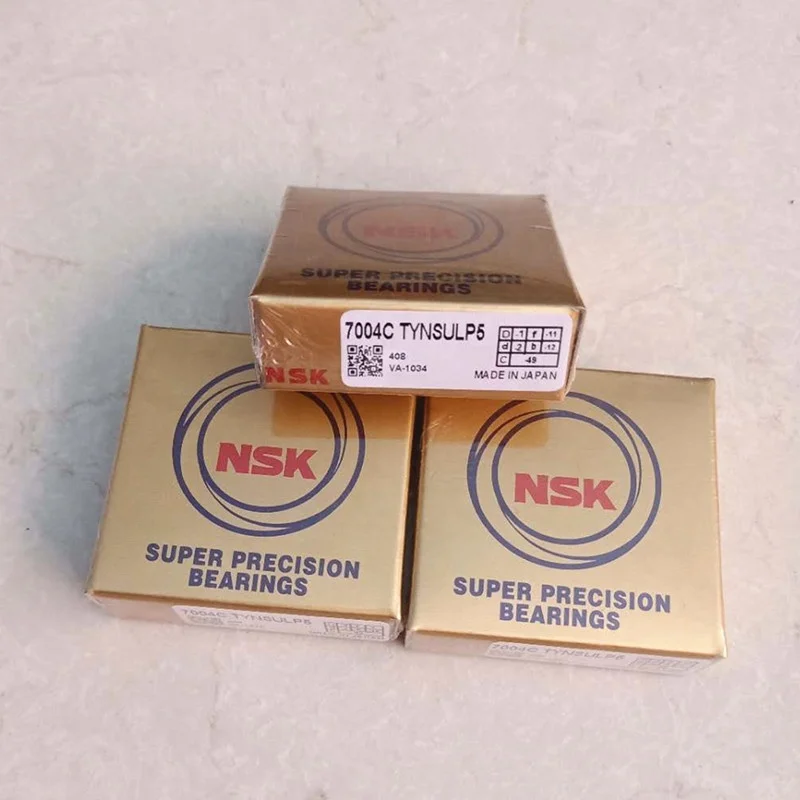 NSK
SUPER PRECISION
BEARINGS
7004C TYNSULP5
D -1 f -11
d -2 b -12
C -49
408
VA-1034
NSK
MADE IN JAPAN
NSK
SUPER PRECISION
BEARINGS
7004C TYNSULP5
NSK
SUPER PRECISION
BEARINGS
7004C TYNSULP5